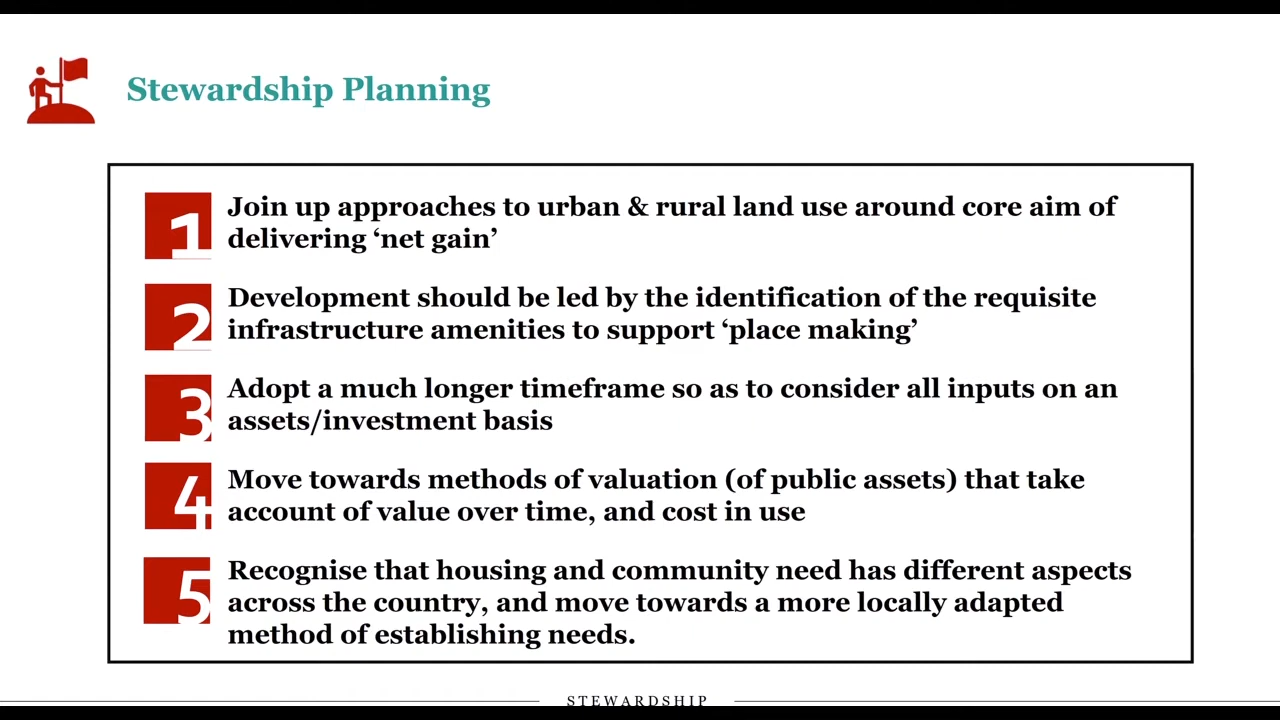 Stewardship Planning
1
Join up approaches to urban & rural land use around core aim of
delivering ‘net gain’
2
Development should be led by the identification of the requisite
infrastructure amenities to support ‘place making’
3
Adopt a much longer timeframe so as to consider all inputs on an
assets/investment basis
4
Move towards methods of valuation (of public assets) that take
account of value over time, and cost in use
5
Recognise that housing and community need has different aspects
across the country, and move towards a more locally adapted
method of establishing needs.
STEWARDSHIP